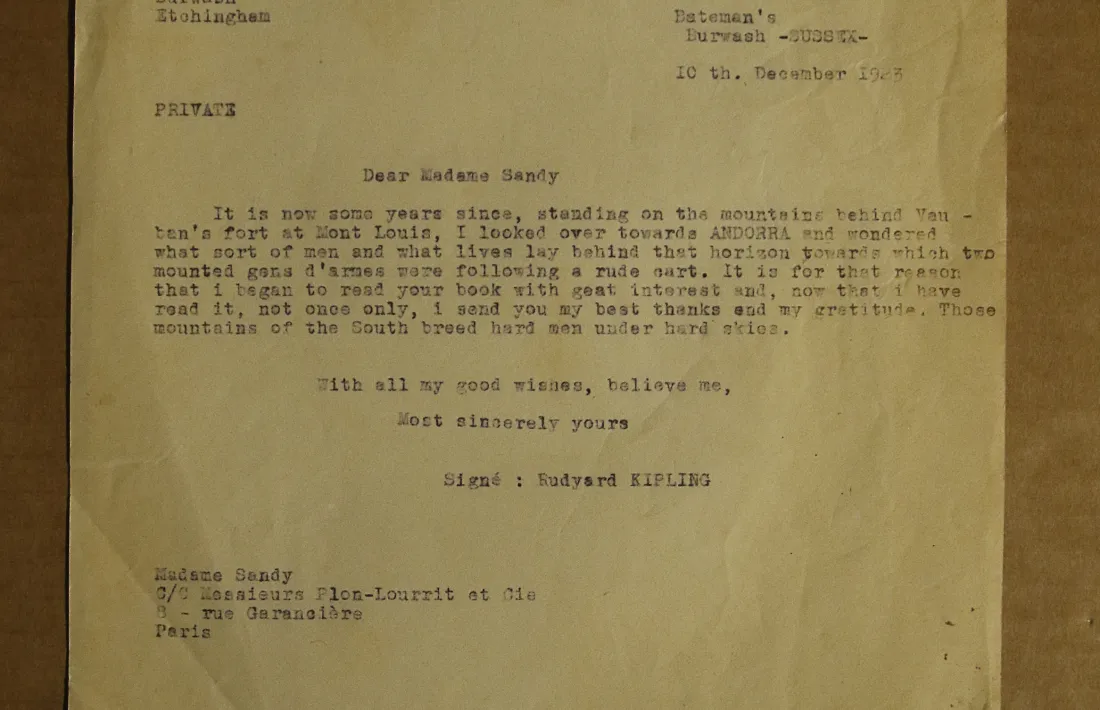 Burwash
Etchingham
Bateman's
Burwash -SUSSEX-
10 th. December 1923
PRIVATE
Dear Madame Sandy
It is now some years since, standing on the mountains behind Vau -
ban's fort at Mont Louis, I looked over towards ANDORRA and wondered
what sort of men and what lives lay behind that horizon towards which two
mounted gens d'armes were following a rude cart. It is for that reason
that i began to read your book with geat interest and, now that i have
read it, not once only, i send you my best thanks end my gratitude. Those
mountains of the South breed hard men under hard skies.
With all my good wishes, believe me,
Most sincerely yours
Signé : Rudyard KIPLING
Madame Sandy
C/C Messieurs Plon-Lourrit et Cie
8 - rue Garancière
Paris